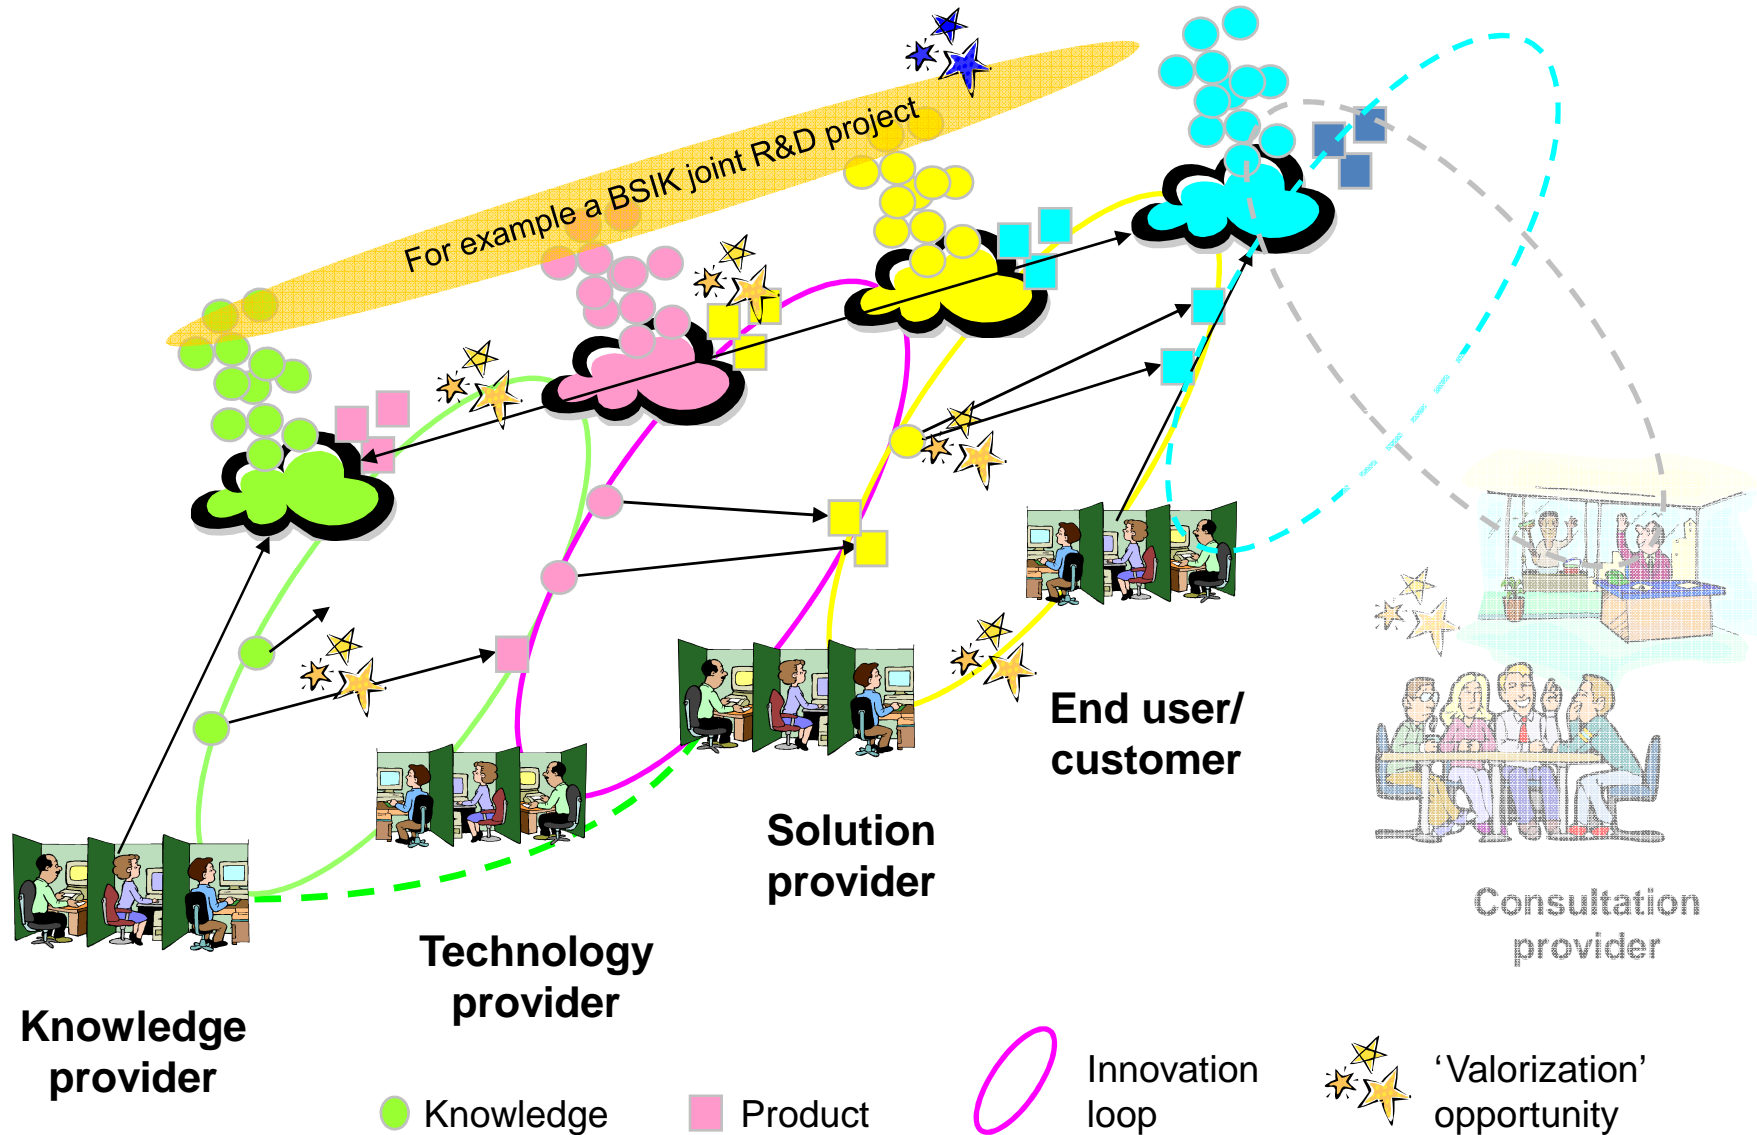 For example a BSIK joint R&D project
End user/
customer
Solution
provider
Consultation
provider
Technology
provider
Knowledge
provider
Knowledge
Product
Innovation
loop
‘Valorization’
opportunity